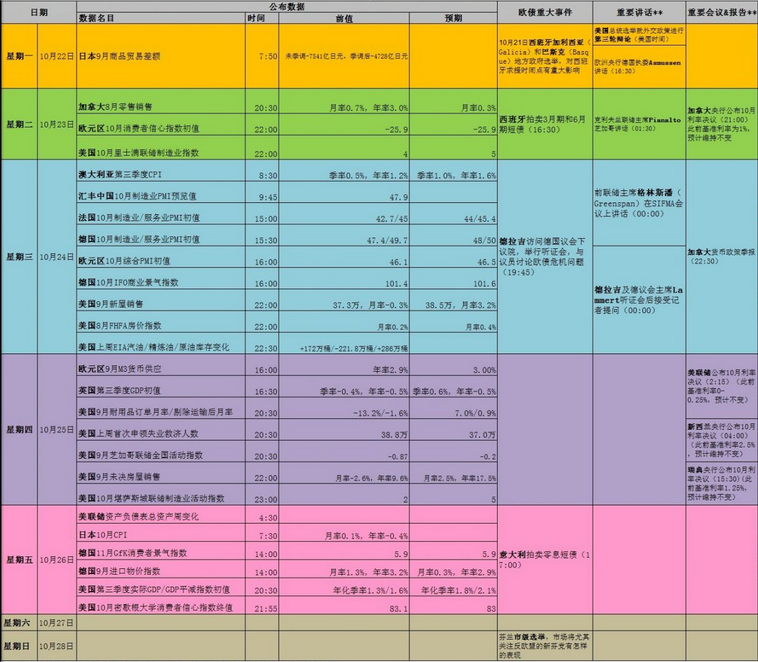 日期 公布数据 欧债重大事件 重要讲话** 重要会议&报告**
数据名目 时间 前值 预期
星期一 10月22日 日本9月商品贸易差额 7:50 未季调-7541亿日元，季调后-4728亿日元
10月21日西班牙加利西亚（
Galicia）和巴斯克（Basq
ue）地方政府选举，对西班
牙求援时间点有重大影响
美国总统选举就外交政策进行
第三轮辩论（美国时间）
欧洲央行德国执委Asmussen
讲话（16:30）
星期二 10月23日
加拿大8月零售销售 20:30 月率0.7%，年率3.0% 月率0.3%
欧元区10月消费者信心指数初值 22:00 -25.9 -25.9
美国10月里士满联储制造业指数 22:00 4 5
西班牙拍卖3月期和6月
期短债（16:30）
克利夫兰联储主席Pianalto
芝加哥讲话（01:30）
加拿大央行公布10月
利率决议（21:00）
此前基准利率为1%，
预计维持不变
星期三 10月24日
澳大利亚第三季度CPI 8:30 季率0.5%，年率1.2% 季率1.0%，年率1.6%
汇丰中国10月制造业PMI预览值 9:45 47.9
法国10月制造业/服务业PMI初值 15:00 42.7/45 44/45.4
德国10月制造业/服务业PMI初值 15:30 47.4/49.7 48/50
欧元区10月综合PMI初值 16:00 46.1 46.5
德国10月IFO商业景气指数 16:00 101.4 101.6
美国9月新屋销售 22:00 37.3万，月率-0.3% 38.5万，月率3.2%
美国8月FHFA房价指数 22:00 月率0.2% 月率0.4%
美国上周EIA汽油/精炼油/原油库存变化 22:30 +172万桶/-221.8万桶/+286万桶
德拉吉访问德国议会下
议院，举行听证会，与
议员讨论欧债危机问题
（19:45）
前联储主席格林斯潘（
Greenspan）在SIFMA会
议上讲话（00:00）
德拉吉及德议会主席Lam
mert听证会后接受记
者提问（00:00）
加拿大货币政策季报
（22:30）
星期四 10月25日
欧元区9月M3货币供应 16:00 年率2.9% 3.00%
英国第三季度GDP初值 16:30 季率-0.4%，年率-0.5% 季率0.6%，年率-0.5%
美国9月耐用品订单月率/剔除运输后月率 20:30 -13.2%/-1.6% 7.0%/0.9%
美国上周首次申领失业救济人数 20:30 38.8万 37.0万
美国9月芝加哥联储全国活动指数 20:30 -0.87 -0.2
美国9月未决房屋销售 22:00 月率-2.6%，年率9.6% 月率2.5%，年率17.8%
美国10月堪萨斯城联储制造业活动指数 23:00 2 5
美联储公布10月利率
决议（2:15）（此前
基准利率0-
0.25%，预计不变）
新西兰央行公布10月
利率决议（04:00）
（此前基准利率2.5%
，预计维持不变）
瑞典央行公布10月利
率决议（15:30）（此
前基准利率1.25%，
预计维持不变）
星期五 10月26日
美联储资产负债表总资产周变化 4:30
日本10月CPI 7:30 月率0.1%，年率-0.4%
德国11月GfK消费者景气指数 14:00 5.9 5.9
德国9月进口物价指数 14:00 月率1.3%，年率3.2% 月率0.3%，年率2.9%
美国第三季度实际GDP/GDP平减指数初值 20:30 年化季率1.3%/1.6% 年化季率1.8%/2.1%
美国10月密歇根大学消费者信心指数终值 21:55 83.1 83
意大利拍卖零息短债（1
7:00）
星期六 10月27日
星期日 10月28日
芬兰市级选举，市场将尤其
关注反欧盟的新芬党有怎样
的表现